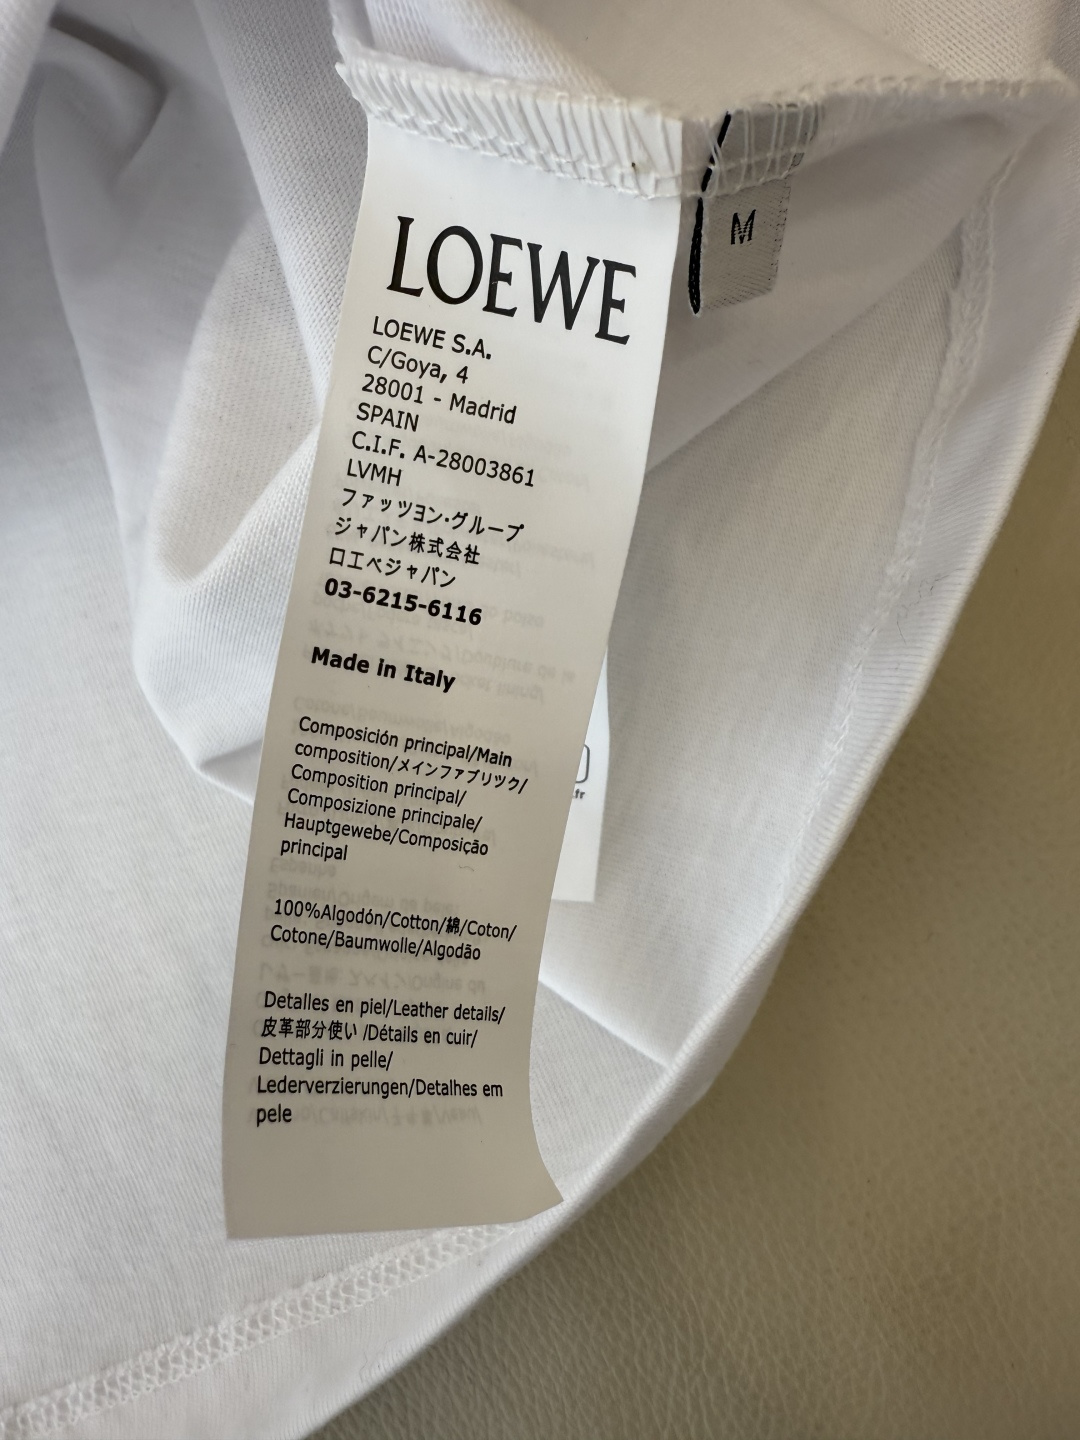 LOEWE
LOEWE S.A.
C/Goya, 4
28001 - Madrid
SPAIN
C.I.F. A-28003861
LVMH
ファッツヨン・グループ
ジャパン株式会社
ロエベジャパン
03-6215-6116
Made in Italy
Composición principal/Main
composition/メインファブリツク/
Composition principal/
Composizione principale/
Hauptgewebe/Composição
principal
100%Algodón/Cotton/綿/Coton/
Cotone/Baumwolle/Algodão
Detalles en piel/Leather details/
皮革部分使い /Détails en cuir/
Dettagli in pelle/
Lederverzierungen/Detalhes em
pele
M
.fr